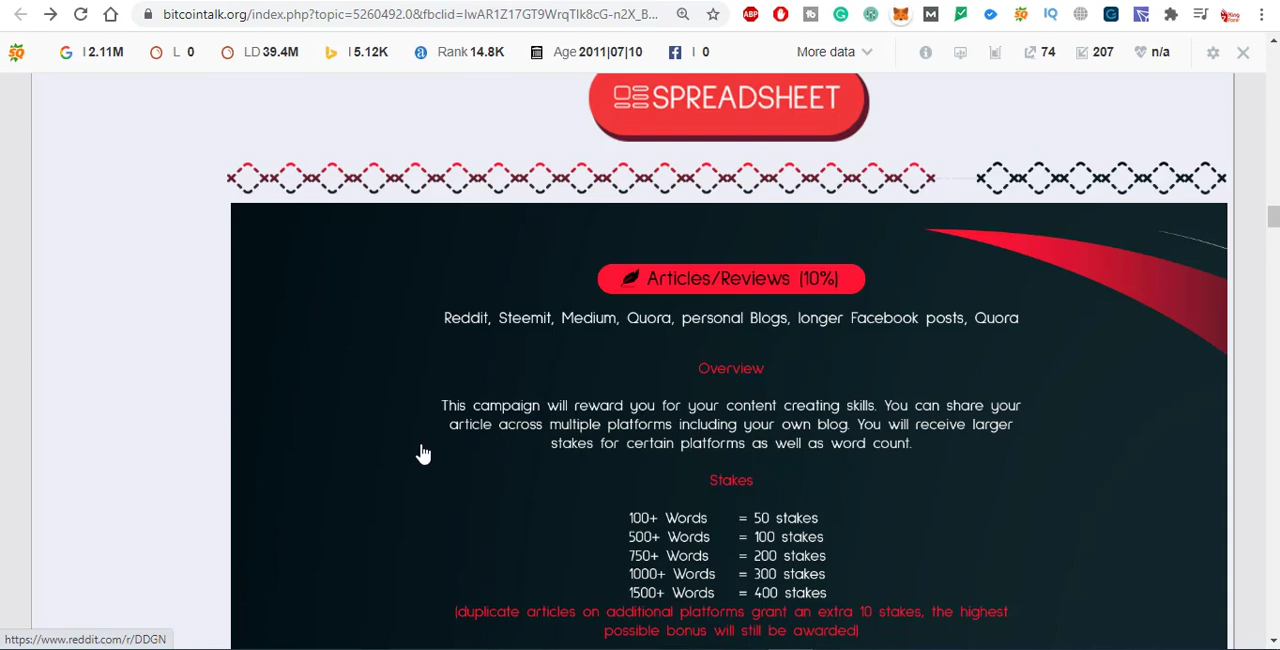 bitcointalk.org/index.php?topic=5260492.0&fbclid=IwAR1Z17GT9WrqTIk8cG-n2X_B...
ABP
M
IQ
I 2.11M
L 0
LD 39.4M
I 5.12K
Rank 14.8K
Age 2011|07|10
I 0
More data
74
207
n/a
SPREADSHEET
Articles/Reviews (10%)
Reddit, Steemit, Medium, Quora, personal Blogs, longer Facebook posts, Quora
Overview
This campaign will reward you for your content creating skills. You can share your
article across multiple platforms including your own blog. You will receive larger
stakes for certain platforms as well as word count.
Stakes
100+ Words = 50 stakes
500+ Words = 100 stakes
750+ Words = 200 stakes
1000+ Words = 300 stakes
1500+ Words = 400 stakes
(duplicate articles on additional platforms grant an extra 10 stakes, the highest
possible bonus will still be awarded)
https://www.reddit.com/r/DDGN